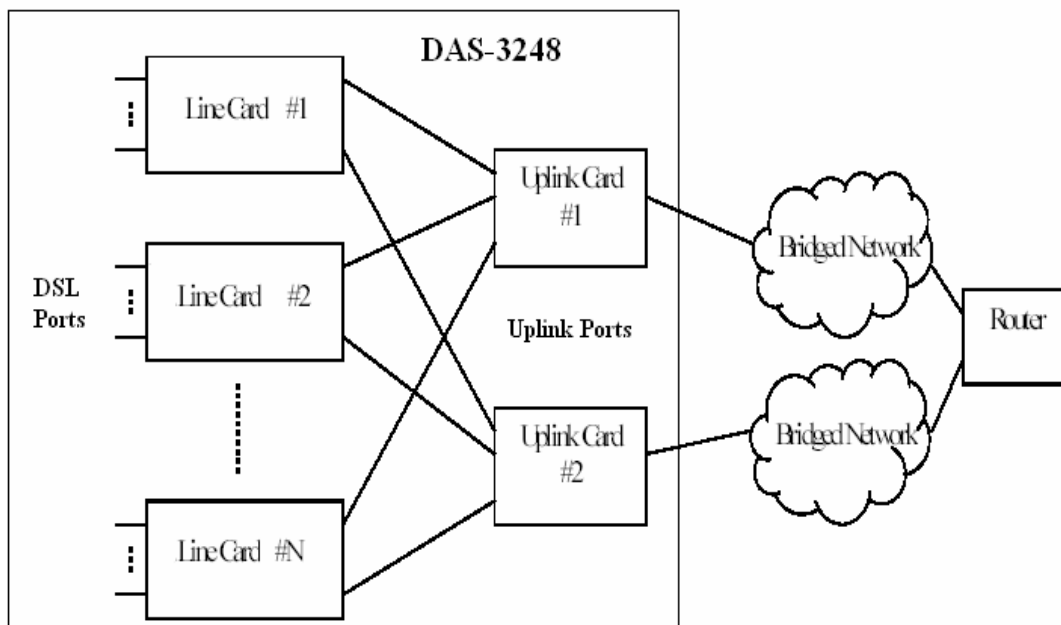 DAS-3248
Line Card #1
Uplink Card
#1
Bridged Network
DSL
Ports
Line Card #2
Uplink Ports
Router
Uplink Card
#2
Bridged Network
Line Card #N